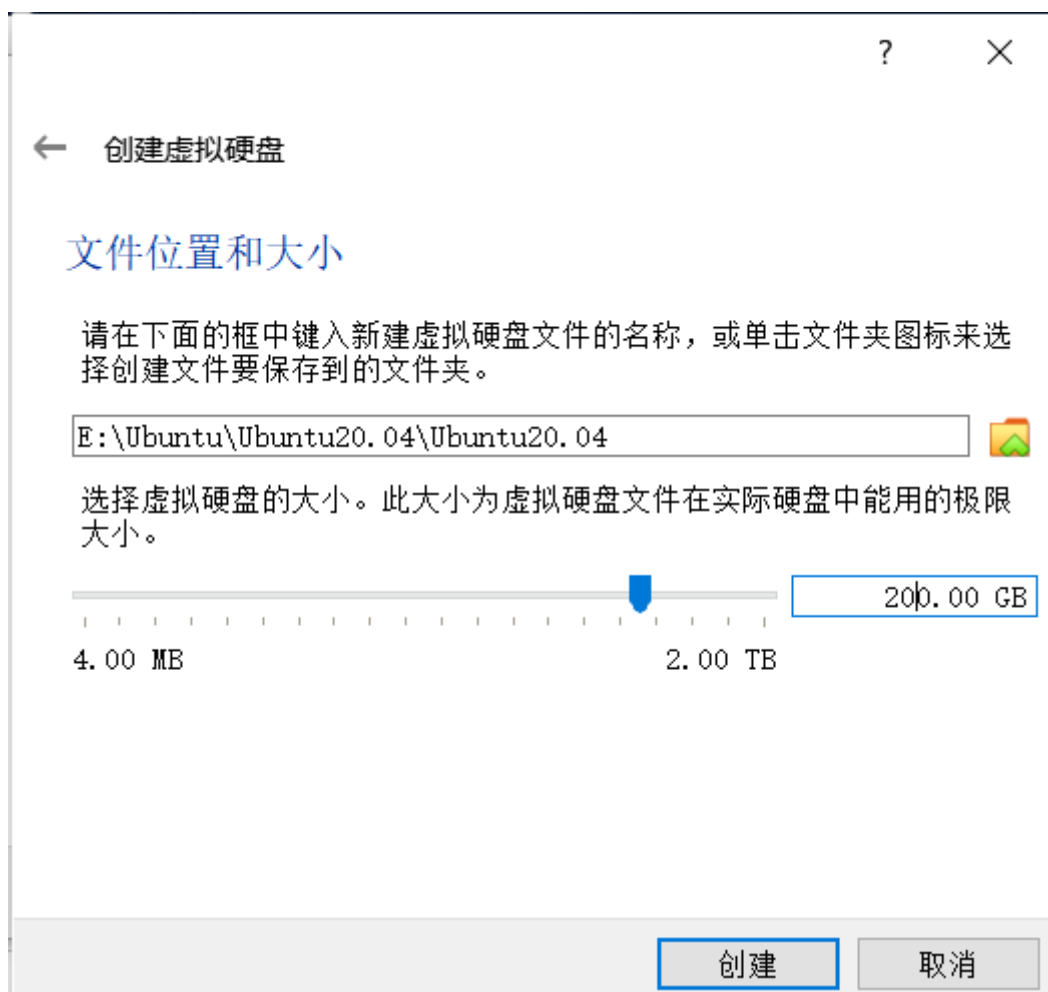 ?
创建虚拟硬盘
文件位置和大小
请在下面的框中键入新建虚拟硬盘文件的名称，或单击文件夹图标来选
择创建文件要保存到的文件夹。
E:\Ubuntu\Ubuntu20.04\Ubuntu20.04
选择虚拟硬盘的大小。此大小为虚拟硬盘文件在实际硬盘中能用的极限
大小。
200.00 GB
4.00 MB 2.00 TB
创建 取消